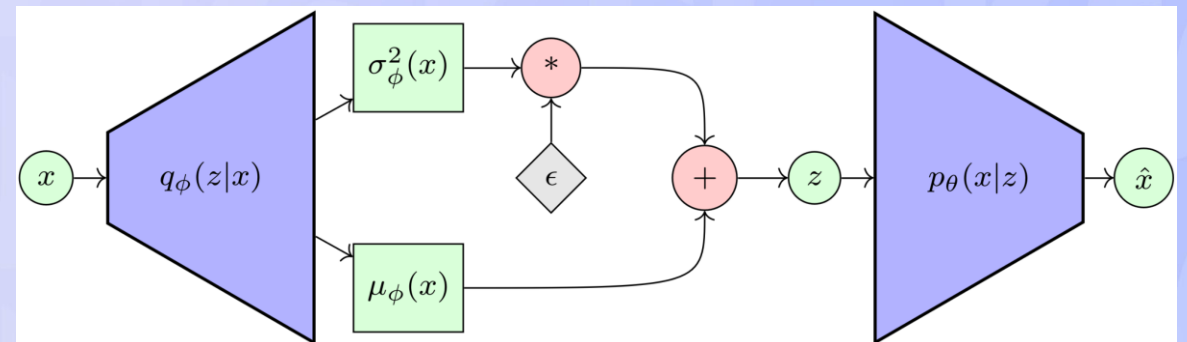 x
q_ϕ(z|x)
σ²_ϕ(x)
μ_ϕ(x)
*
ϵ
+
z
p_θ(x|z)
x̂